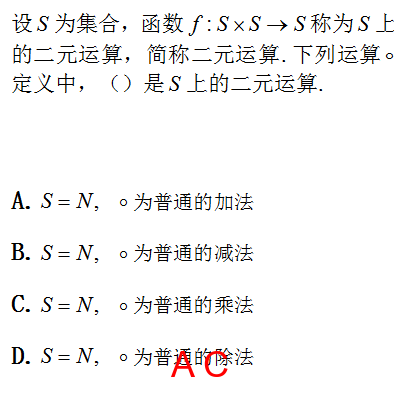 设 S 为集合，函数 f : S × S → S 称为 S 上
的二元运算，简称二元运算. 下列运算∘
定义中，（）是 S 上的二元运算.
A. S = N, ∘为普通的加法
B. S = N, ∘为普通的减法
C. S = N, ∘为普通的乘法
D. S = N, ∘为普通的除法
A C